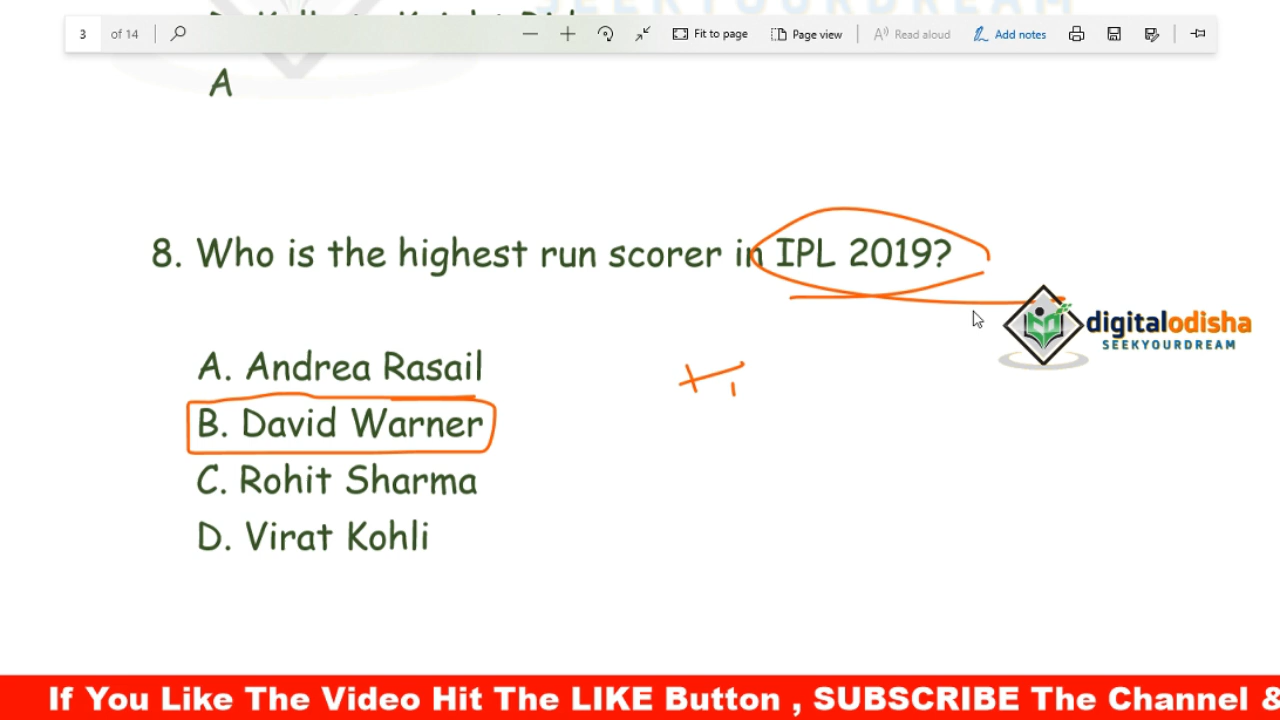 3 of 14 Fit to page Page view Read aloud Add notes
A
8. Who is the highest run scorer in IPL 2019?
digitalodisha
SEEKYOURDREAM
A. Andrea Rasail
B. David Warner
C. Rohit Sharma
D. Virat Kohli
If You Like The Video Hit The LIKE Button , SUBSCRIBE The Channel &